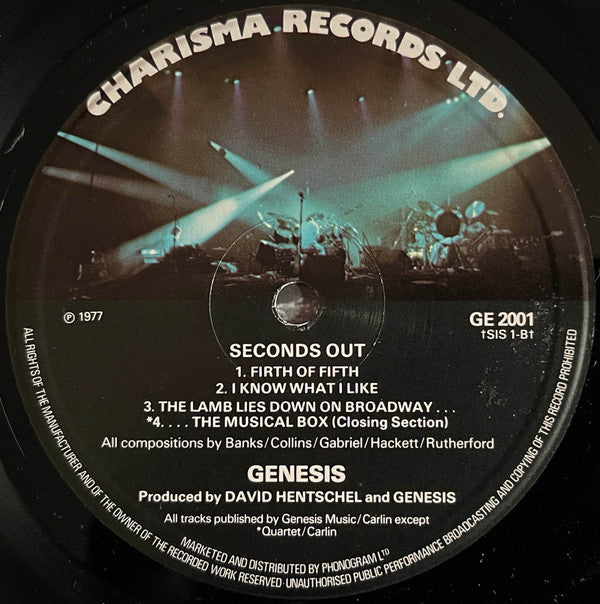 CHARISMA RECORDS LTD.
℗ 1977
GE 2001
†SIS 1-B†
SECONDS OUT
1. FIRTH OF FIFTH
2. I KNOW WHAT I LIKE
3. THE LAMB LIES DOWN ON BROADWAY . . .
*4. . . . THE MUSICAL BOX (Closing Section)
All compositions by Banks/Collins/Gabriel/Hackett/Rutherford
GENESIS
Produced by DAVID HENTSCHEL and GENESIS
All tracks published by Genesis Music/Carlin except
*Quartet/Carlin
MARKETED AND DISTRIBUTED BY PHONOGRAM LTD
ALL RIGHTS OF THE MANUFACTURER AND OF THE OWNER OF THE RECORDED WORK RESERVED·UNAUTHORISED PUBLIC PERFORMANCE BROADCASTING AND COPYING OF THIS RECORD PROHIBITED